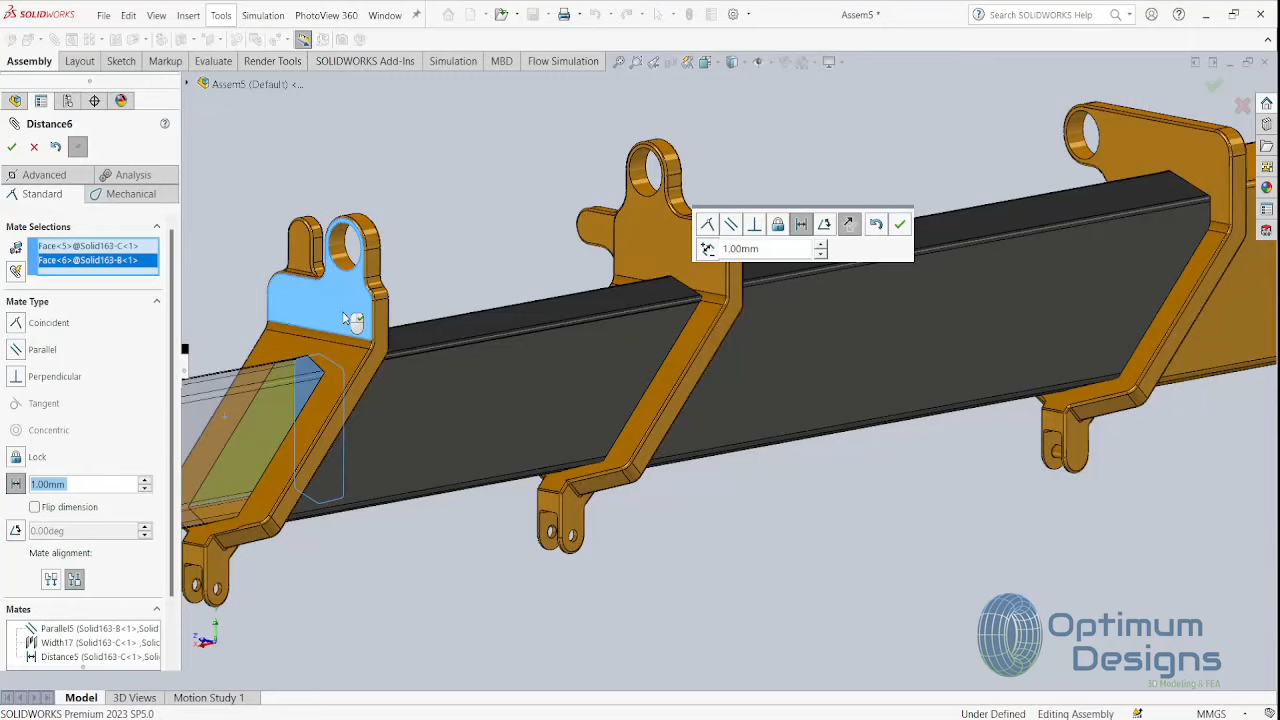 SOLIDWORKS File Edit View Insert Tools Simulation PhotoView 360 Window Assem5 * Search SOLIDWORKS Help
Assembly Layout Sketch Markup Evaluate Render Tools SOLIDWORKS Add-Ins Simulation MBD Flow Simulation
Assem5 (Default) <...
Distance6
Advanced Analysis
Standard Mechanical
Mate Selections
Face<5>@Solid163-C<1>
Face<6>@Solid163-B<1>
Mate Type
Coincident
Parallel
Perpendicular
Tangent
Concentric
Lock
1.00mm
Flip dimension
0.00deg
Mate alignment:
Mates
Parallel5 (Solid163-B<1>,Solid
Width17 (Solid163-C<1> ,Solid
Distance5 (Solid163-C<1>,Solid
1.00mm
Optimum
Designs
3D Modeling & FEA
Model 3D Views Motion Study 1
SOLIDWORKS Premium 2023 SP5.0 Under Defined Editing Assembly MMGS